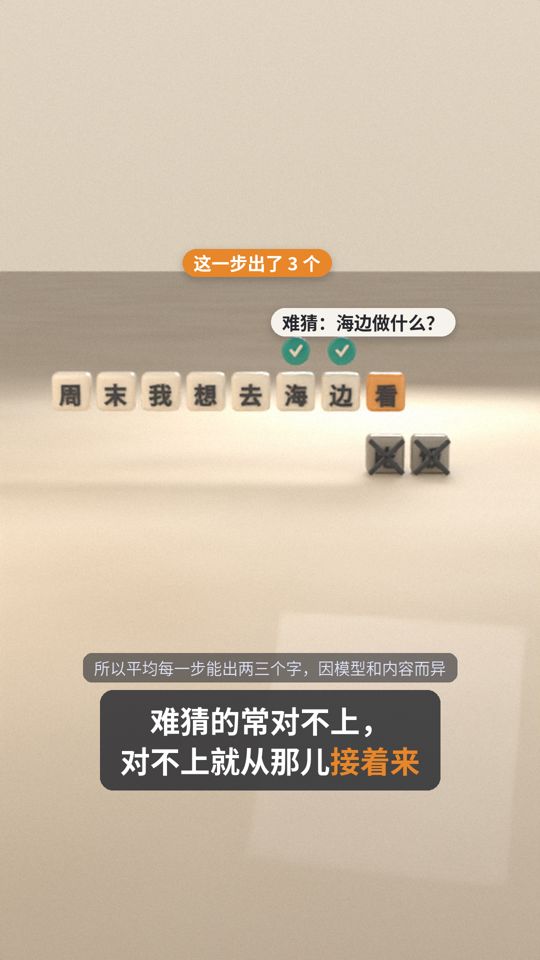 这一步出了 3 个
难猜：海边做什么？
周末我想去海边看
所以平均每一步能出两三个字，因模型和内容而异
难猜的常对不上，
对不上就从那儿接着来